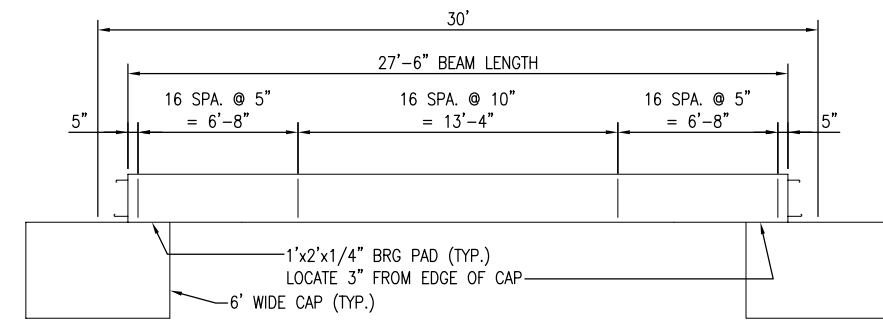 30'
27'-6" BEAM LENGTH
16 SPA. @ 5"
= 6'-8"
16 SPA. @ 10"
= 13'-4"
16 SPA. @ 5"
= 6'-8"
5"
5"
1'x2'x1/4" BRG PAD (TYP.)
LOCATE 3" FROM EDGE OF CAP
6' WIDE CAP (TYP.)